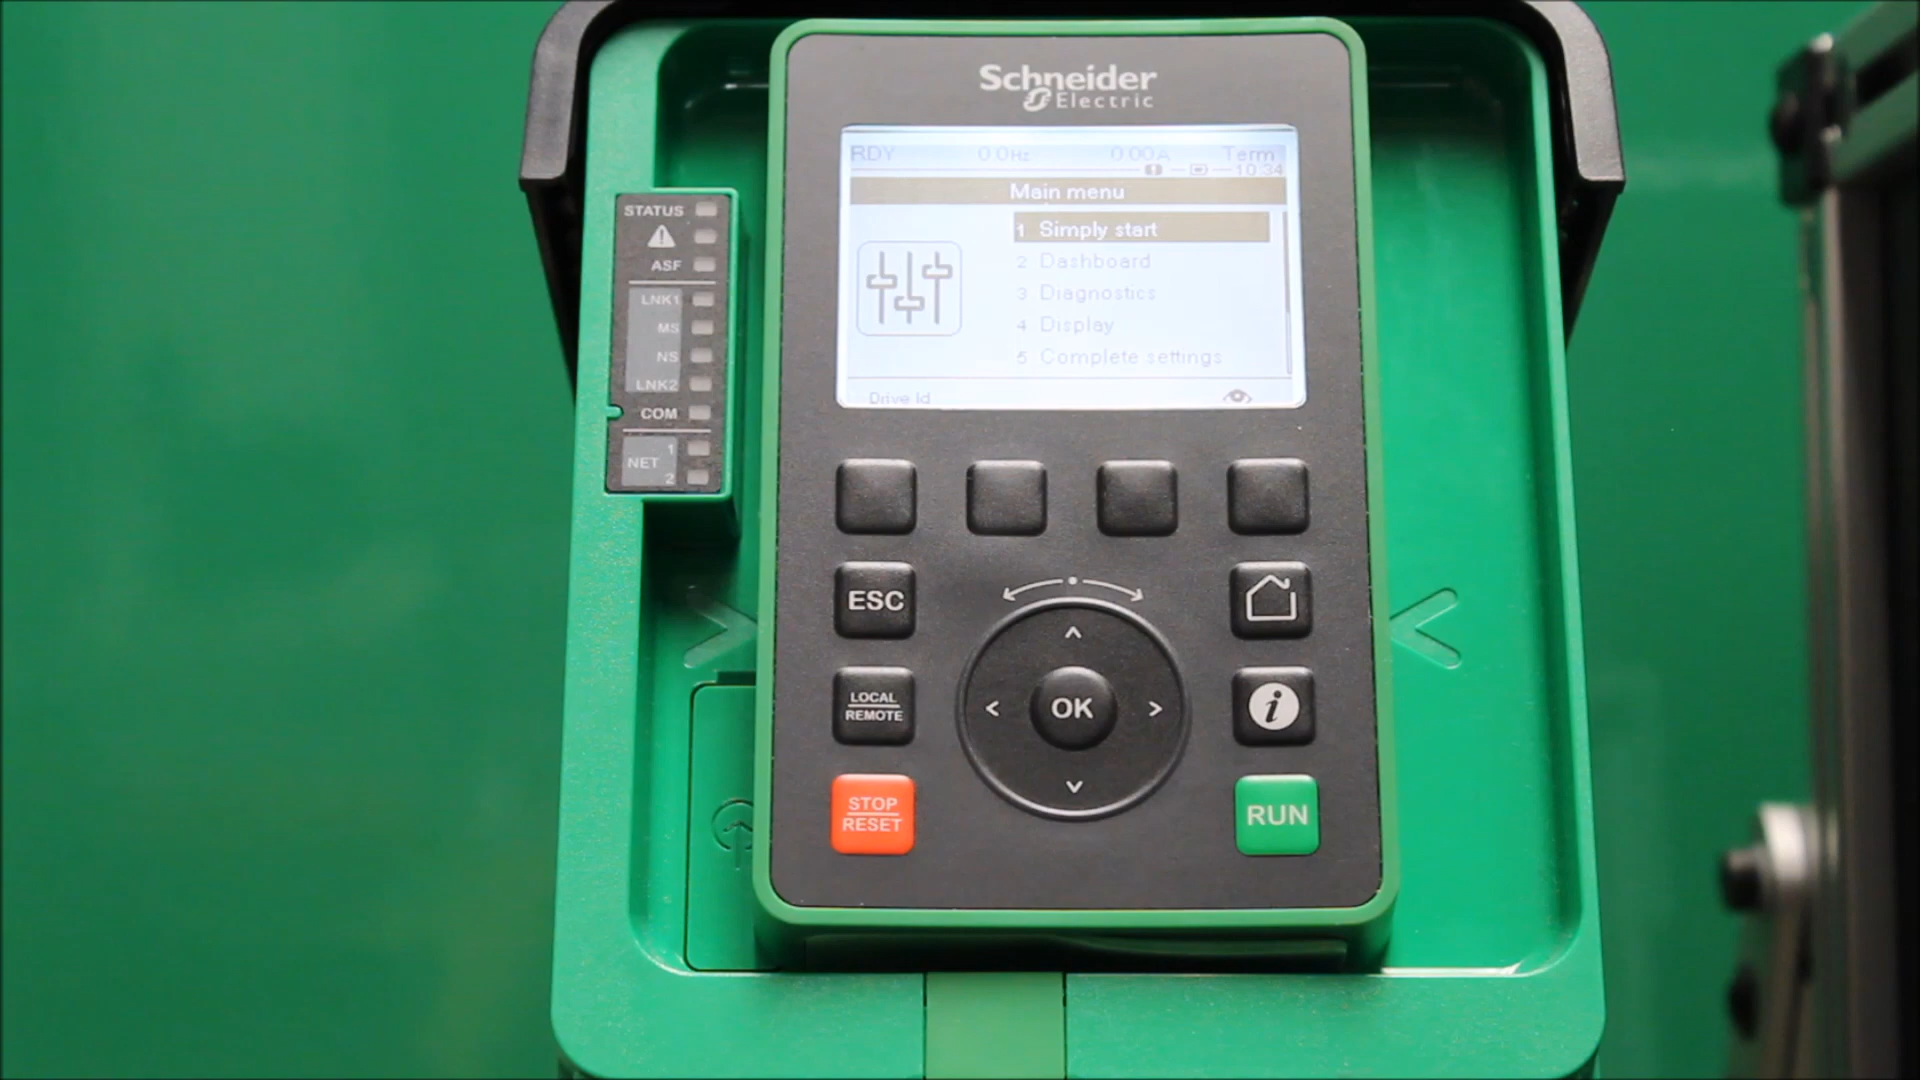 Schneider
Electric
RDY 0.0Hz 0.00A Term
10:34
Main menu
1 Simply start
2 Dashboard
3 Diagnostics
4 Display
5 Complete settings
Drive Id
STATUS
ASF
LNK1
MS
NS
LNK2
COM
NET 1
2
ESC
LOCAL
REMOTE
OK
i
STOP
RESET
RUN